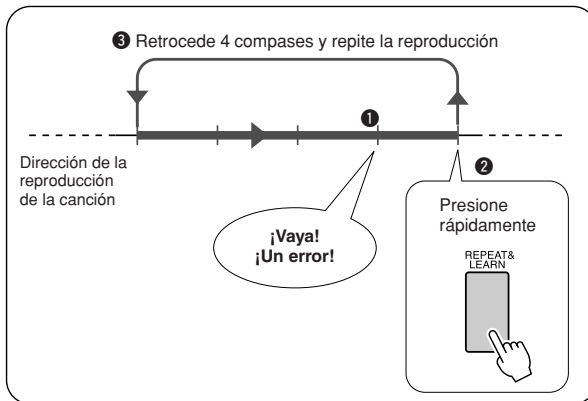 ❸ Retrocede 4 compases y repite la reproducción
❶
Dirección de la
reproducción
de la canción
¡Vaya!
¡Un error!
❷
Presione
rápidamente
REPEAT&
LEARN